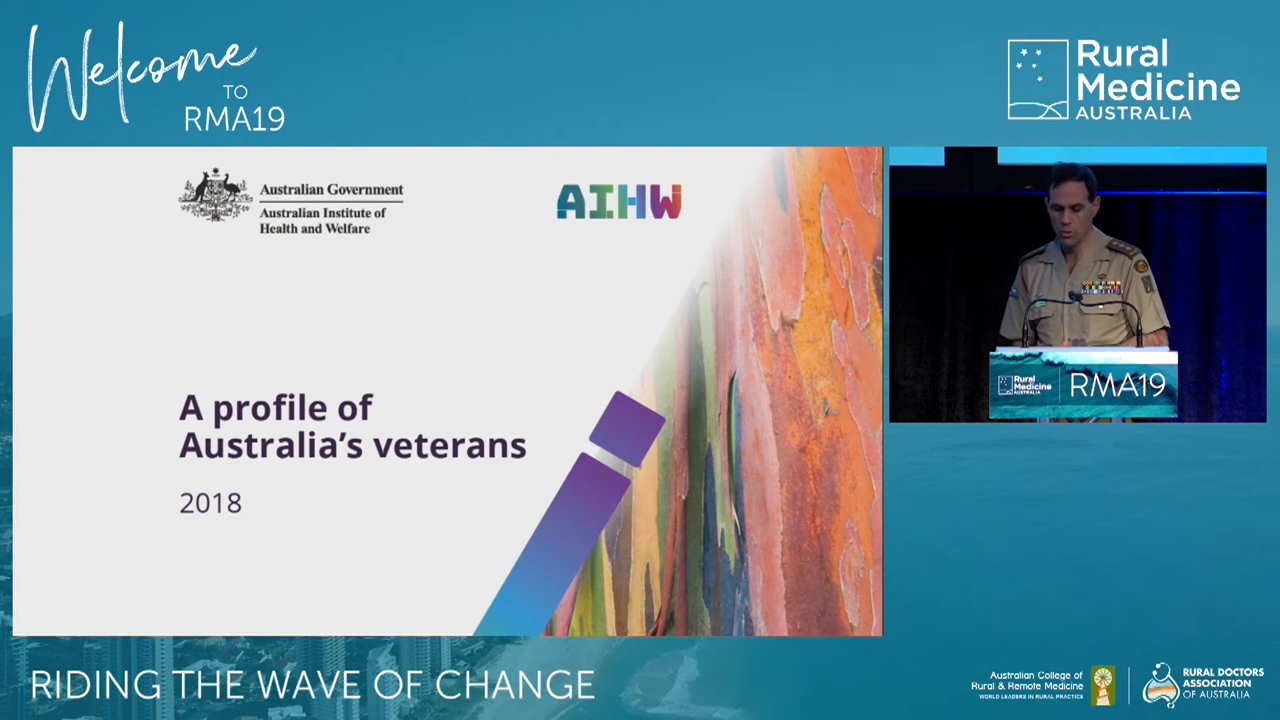 Welcome
TO
RMA19
Rural
Medicine
AUSTRALIA
Australian Government
Australian Institute of
Health and Welfare
AIHW
A profile of
Australia's veterans
2018
Rural
Medicine
AUSTRALIA
RMA19
RIDING THE WAVE OF CHANGE
Australian College of
Rural & Remote Medicine
WORLD LEADERS IN RURAL PRACTICE
RURAL DOCTORS
ASSOCIATION
OF AUSTRALIA